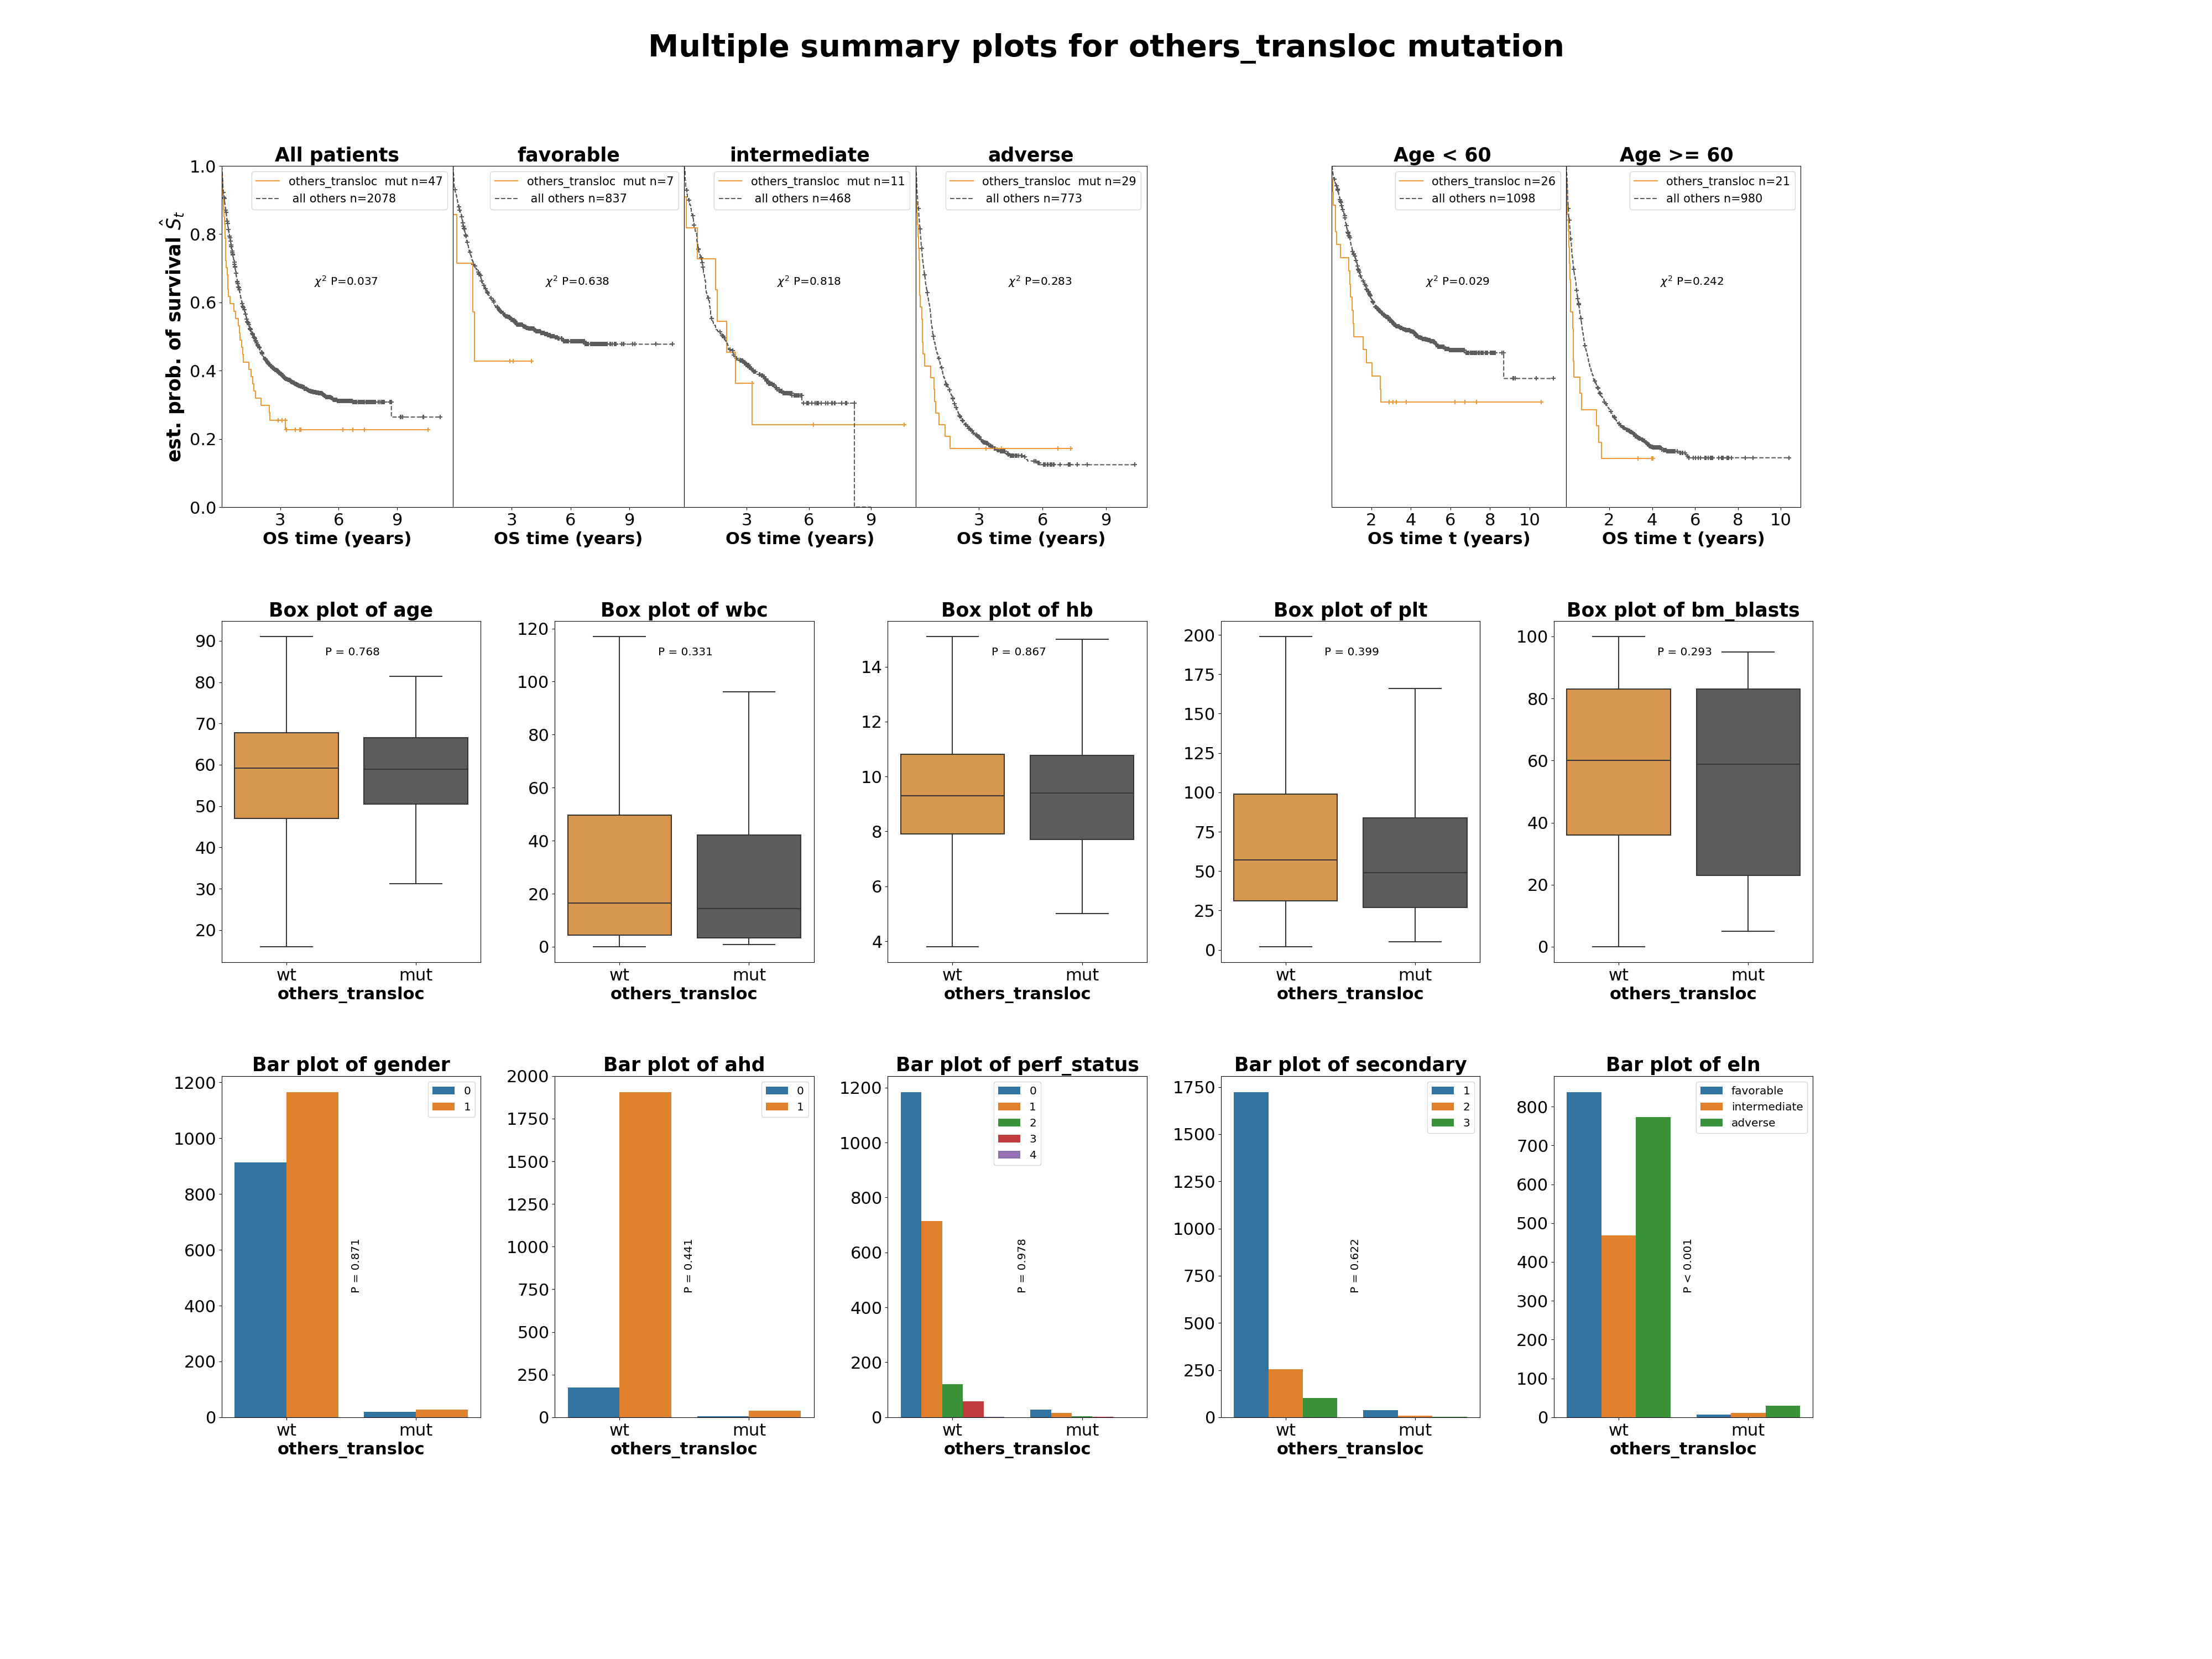 Multiple summary plots for others_transloc mutation
All patients
favorable
intermediate
adverse
Age < 60
Age >= 60
est. prob. of survival Ŝ_t
1.0
0.8
0.6
0.4
0.2
0.0
others_transloc  mut n=47
all others n=2078
χ² P=0.037
3 6 9
OS time (years)
others_transloc  mut n=7
all others n=837
χ² P=0.638
3 6 9
OS time (years)
others_transloc  mut n=11
all others n=468
χ² P=0.818
3 6 9
OS time (years)
others_transloc  mut n=29
all others n=773
χ² P=0.283
3 6 9
OS time (years)
others_transloc n=26
all others n=1098
χ² P=0.029
2 4 6 8 10
OS time t (years)
others_transloc n=21
all others n=980
χ² P=0.242
2 4 6 8 10
OS time t (years)
Box plot of age
90
80
70
60
50
40
30
20
P = 0.768
wt mut
others_transloc
Box plot of wbc
120
100
80
60
40
20
0
P = 0.331
wt mut
others_transloc
Box plot of hb
14
12
10
8
6
4
P = 0.867
wt mut
others_transloc
Box plot of plt
200
175
150
125
100
75
50
25
0
P = 0.399
wt mut
others_transloc
Box plot of bm_blasts
100
80
60
40
20
0
P = 0.293
wt mut
others_transloc
Bar plot of gender
1200
1000
800
600
400
200
0
0
1
P = 0.871
wt mut
others_transloc
Bar plot of ahd
2000
1750
1500
1250
1000
750
500
250
0
0
1
P = 0.441
wt mut
others_transloc
Bar plot of perf_status
1200
1000
800
600
400
200
0
0
1
2
3
4
P = 0.978
wt mut
others_transloc
Bar plot of secondary
1750
1500
1250
1000
750
500
250
0
1
2
3
P = 0.622
wt mut
others_transloc
Bar plot of eln
800
700
600
500
400
300
200
100
0
favorable
intermediate
adverse
P < 0.001
wt mut
others_transloc